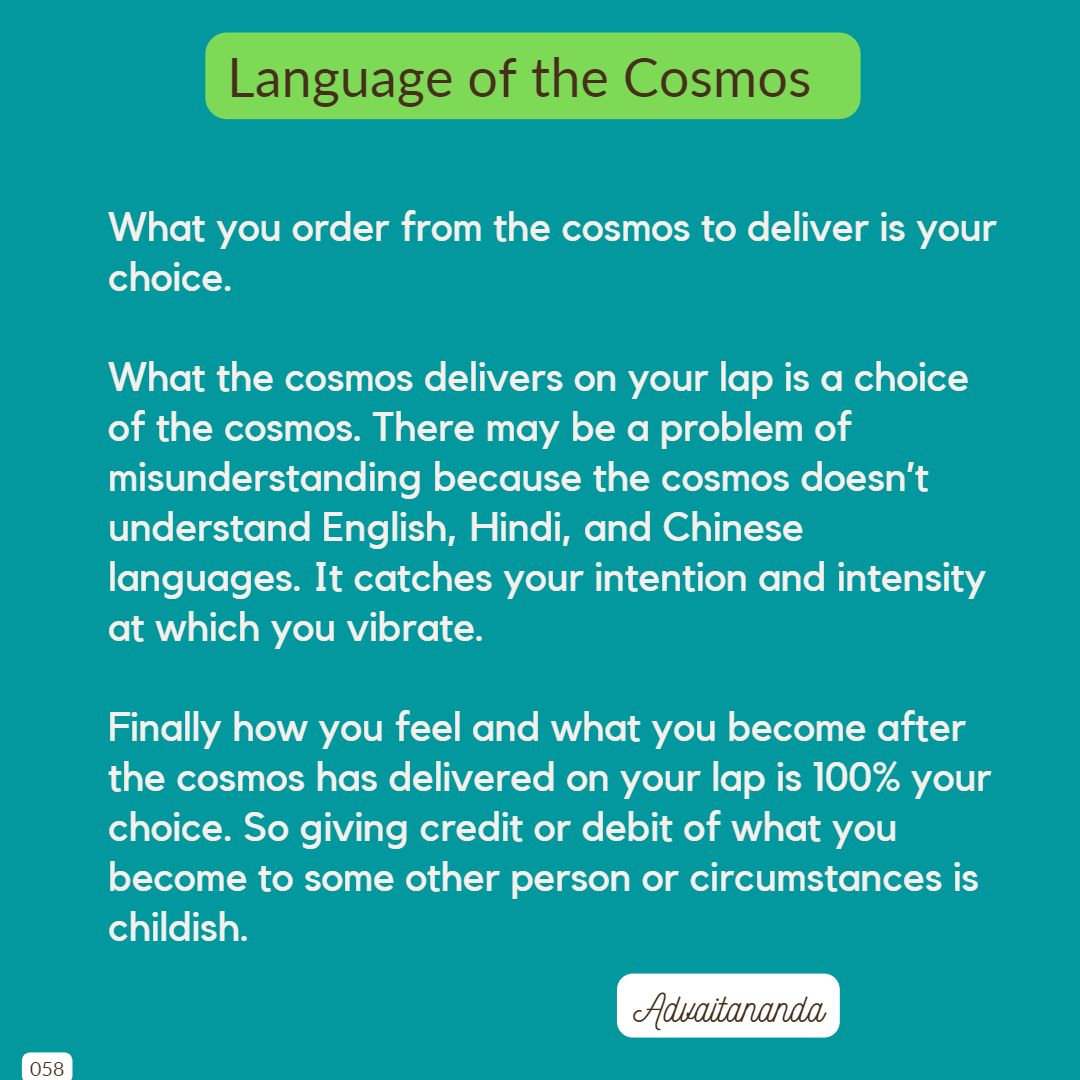 Language of the Cosmos
What you order from the cosmos to deliver is your
choice.
What the cosmos delivers on your lap is a choice
of the cosmos. There may be a problem of
misunderstanding because the cosmos doesn't
understand English, Hindi, and Chinese
languages. It catches your intention and intensity
at which you vibrate.
Finally how you feel and what you become after
the cosmos has delivered on your lap is 100% your
choice. So giving credit or debit of what you
become to some other person or circumstances is
childish.
Advaitananda
058